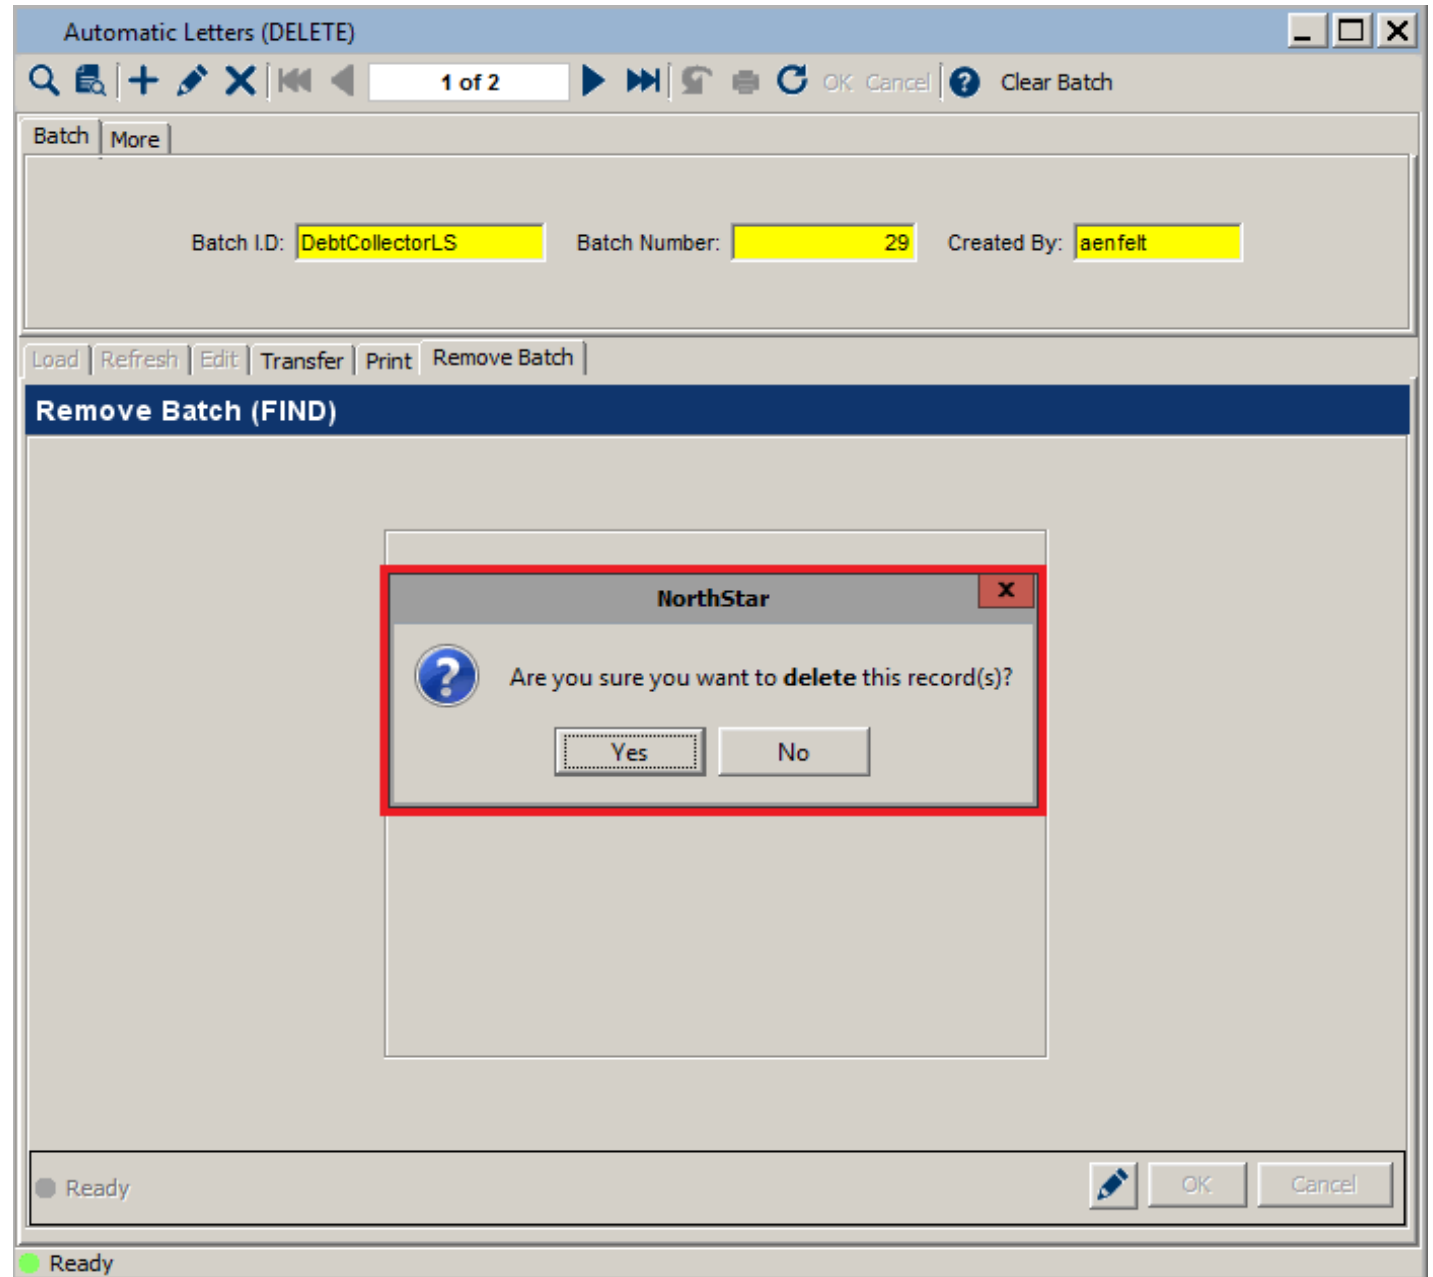 Automatic Letters (DELETE)
1 of 2 OK Cancel Clear Batch
Batch More
Batch I.D: DebtCollectorLS Batch Number: 29 Created By: aenfelt
Load Refresh Edit Transfer Print Remove Batch
Remove Batch (FIND)
NorthStar x
Are you sure you want to delete this record(s)?
Yes No
Ready OK Cancel
Ready